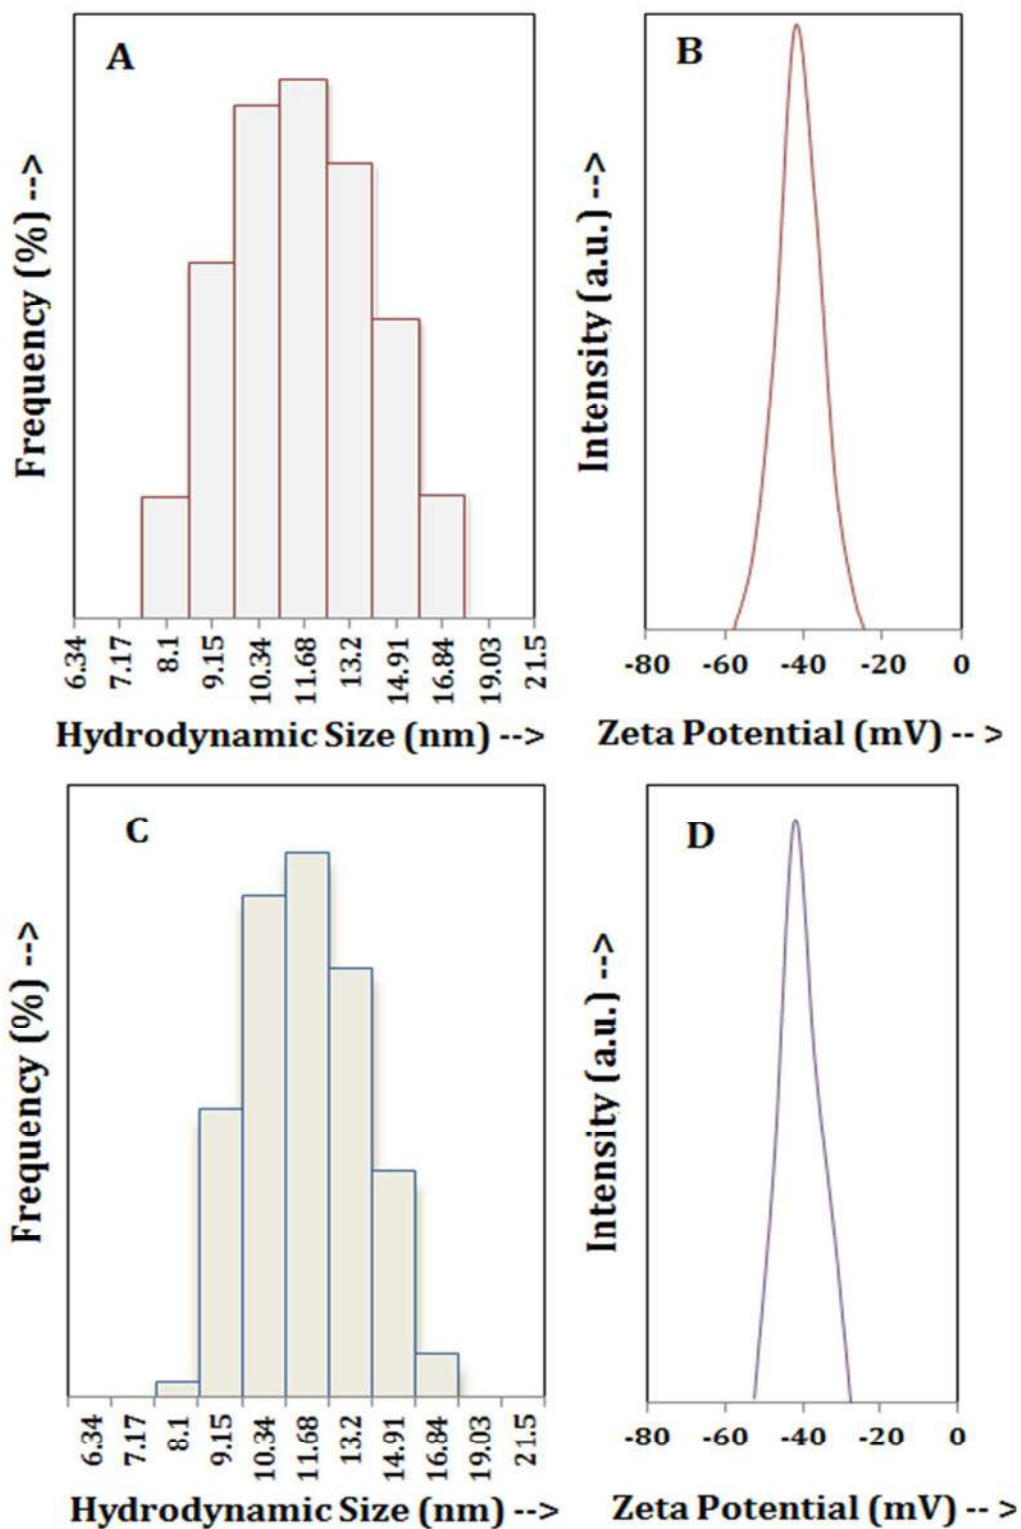 A
Frequency (%) -->
6.34 7.17 8.1 9.15 10.34 11.68 13.2 14.91 16.84 19.03 21.5
Hydrodynamic Size (nm) -->
B
Intensity (a.u.) -->
-80 -60 -40 -20 0
Zeta Potential (mV) -- >
C
Frequency (%) -->
6.34 7.17 8.1 9.15 10.34 11.68 13.2 14.91 16.84 19.03 21.5
Hydrodynamic Size (nm) -->
D
Intensity (a.u.) -->
-80 -60 -40 -20 0
Zeta Potential (mV) -- >